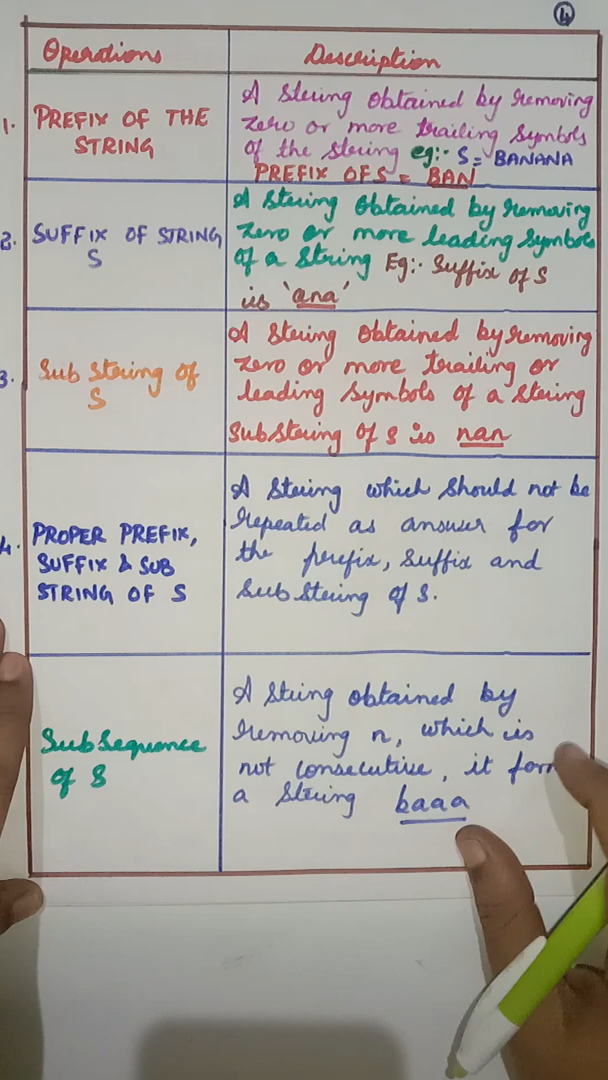 4
Operations
Description
1. PREFIX OF THE
STRING
A string obtained by removing
zero or more trailing symbols
of the string eg:- S = BANANA
PREFIX OF S = BAN
2. SUFFIX OF STRING
S
A string obtained by removing
zero or more leading symbols
of a string Eg:- Suffix of S
is 'ana'
3. Sub string of
S
A string obtained by removing
zero or more trailing or
leading symbols of a string
Substring of S is nan
4. PROPER PREFIX,
SUFFIX & SUB
STRING OF S
A string which should not be
repeated as answer for
the prefix, suffix and
substring of S.
Subsequence
of S
A string obtained by
removing n, which is
not consecutive, it form
a string baaa